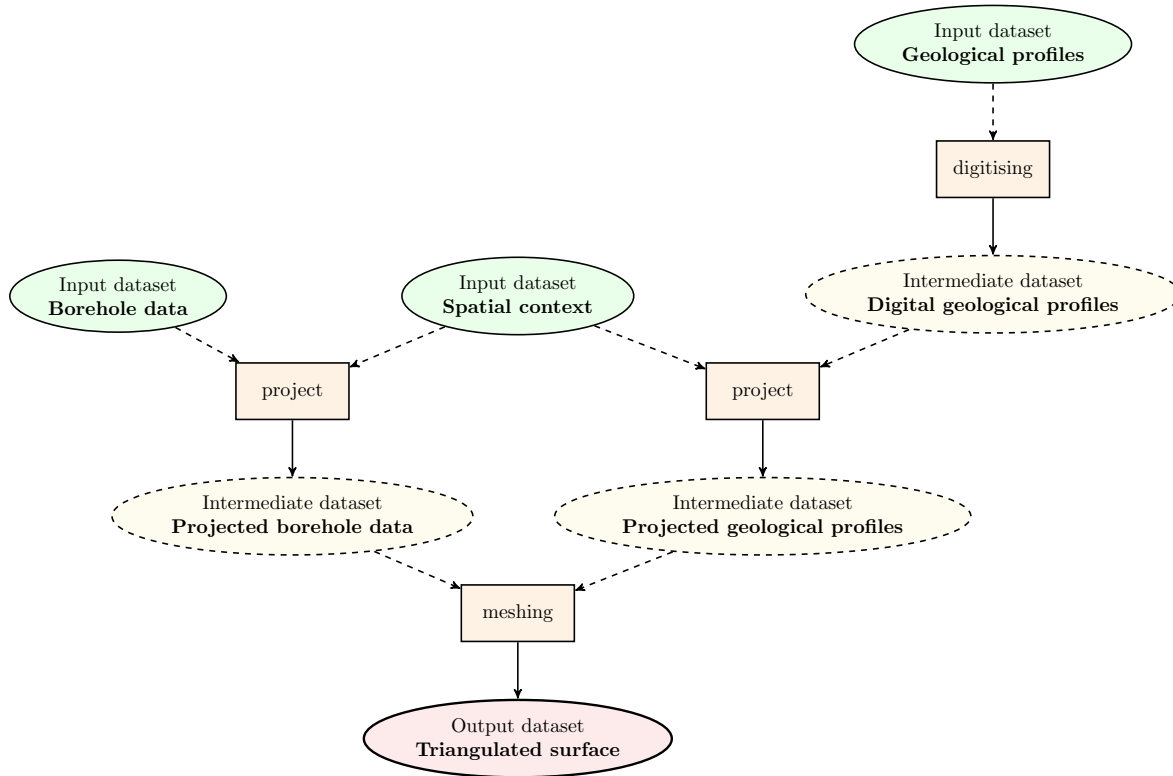 Input dataset
Geological profiles
digitising
Input dataset
Borehole data
Input dataset
Spatial context
Intermediate dataset
Digital geological profiles
project
project
Intermediate dataset
Projected borehole data
Intermediate dataset
Projected geological profiles
meshing
Output dataset
Triangulated surface